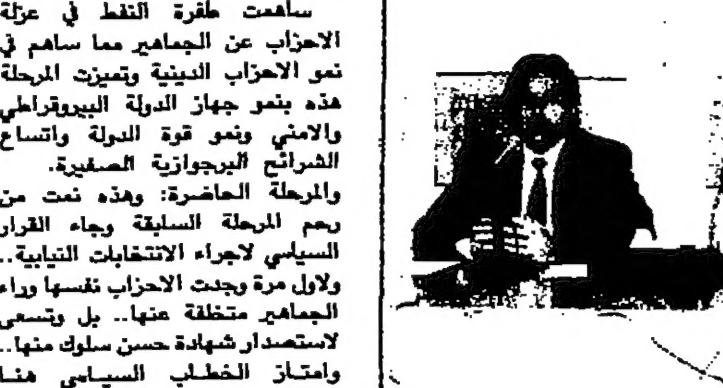 ساهمت طفرة النفط في عزلة
الاحزاب عن الجماهير مما ساهم في
نمو الاحزاب الدينية وتميزت المرحلة
هذه بنمو جهاز الدولة البيروقراطي
والامني ونمو قوة الدولة واتساع
الشرائح البرجوازية الصغيرة.
والمرحلة الحاضرة: وهذه نمت من
رحم المرحلة السابقة وجاء القرار
السياسي لاجراء الانتخابات النيابية..
ولاول مرة وجدت الاحزاب نفسها وراء
الجماهير متخلفة عنها.. بل وتسعى
لاستصدار شهادة حسن سلوك منها..
وامتاز الخطاب السياسي هنا